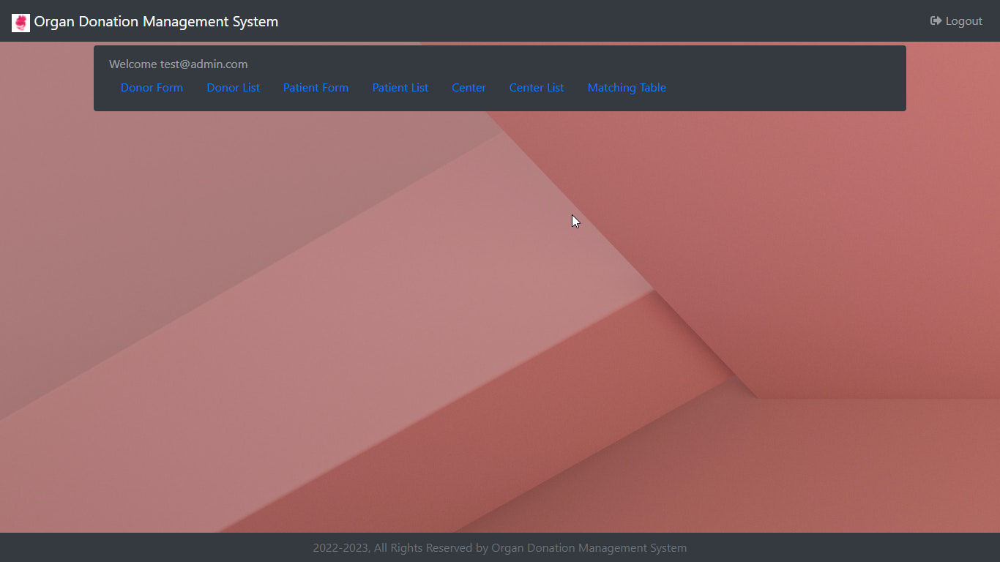 Organ Donation Management System
Logout
Welcome test@admin.com
Donor Form Donor List Patient Form Patient List Center Center List Matching Table
2022-2023, All Rights Reserved by Organ Donation Management System